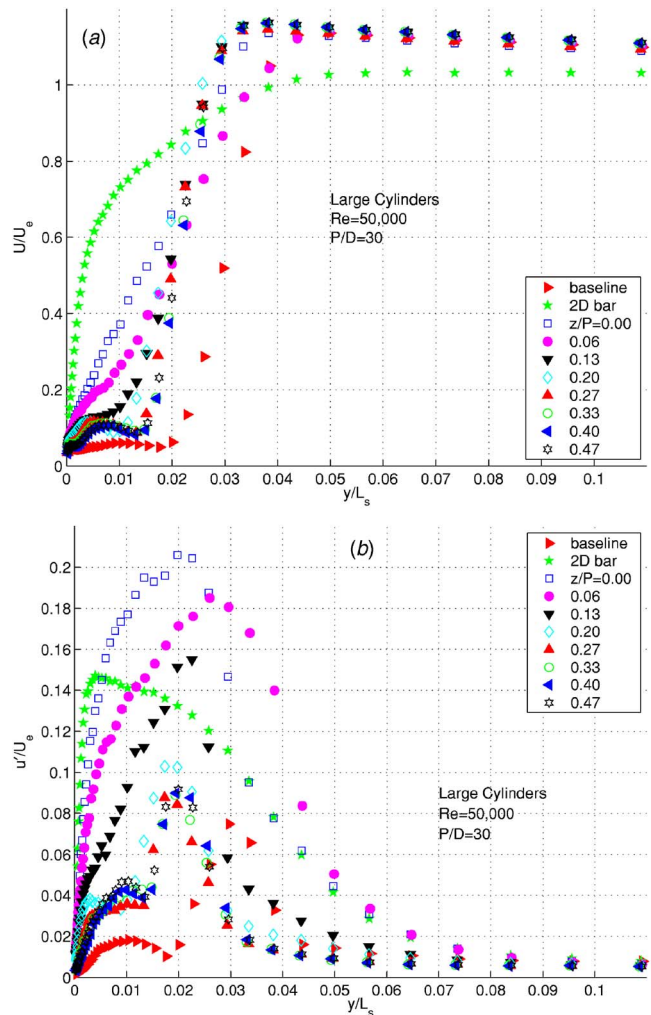 (a)
1
0.8
0.6
0.4
0.2
0
U/Ue
Large Cylinders
Re=50,000
P/D=30
baseline
2D bar
z/P=0.00
0.06
0.13
0.20
0.27
0.33
0.40
0.47
0 0.01 0.02 0.03 0.04 0.05 0.06 0.07 0.08 0.09 0.1
y/Ls
(b)
0.2
0.18
0.16
0.14
0.12
0.1
0.08
0.06
0.04
0.02
0
u'/Ue
baseline
2D bar
z/P=0.00
0.06
0.13
0.20
0.27
0.33
0.40
0.47
Large Cylinders
Re=50,000
P/D=30
0 0.01 0.02 0.03 0.04 0.05 0.06 0.07 0.08 0.09 0.1
y/Ls